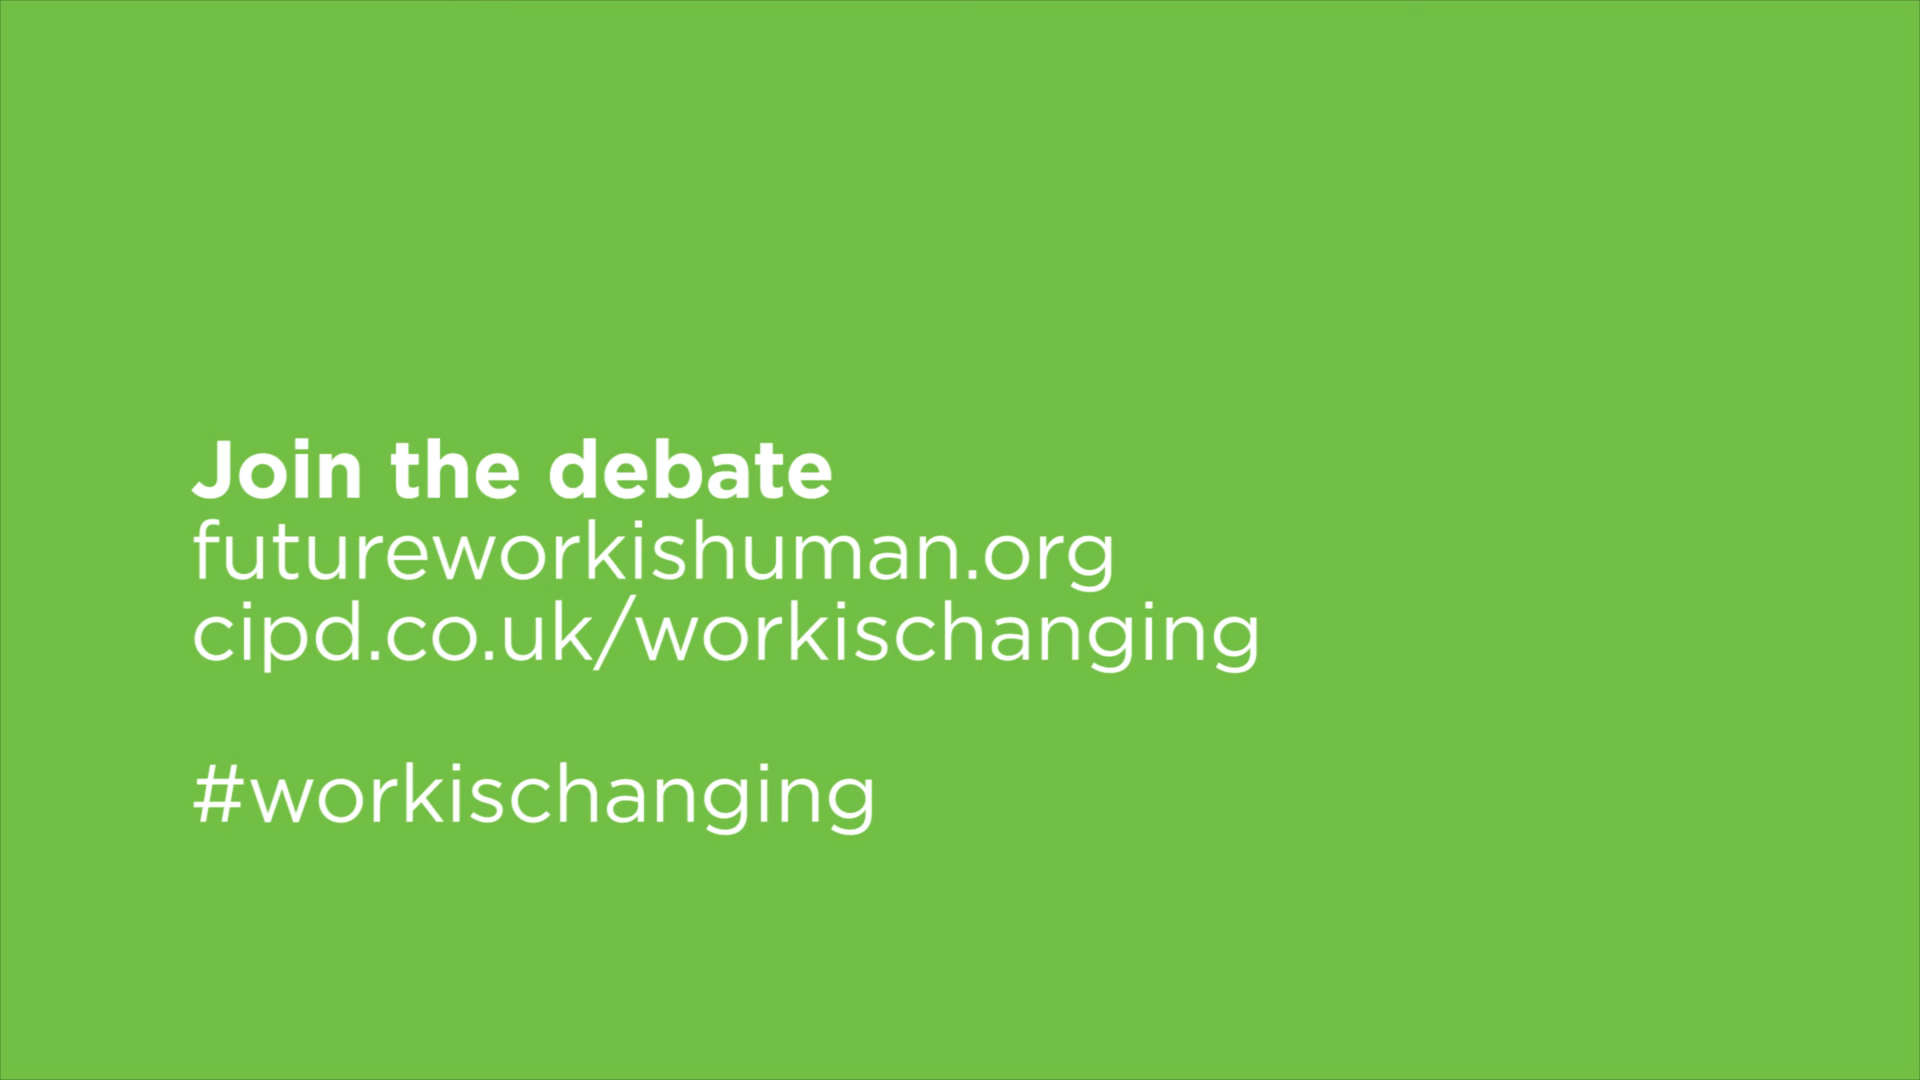 Join the debate
futureworkishuman.org
cipd.co.uk/workischanging
#workischanging